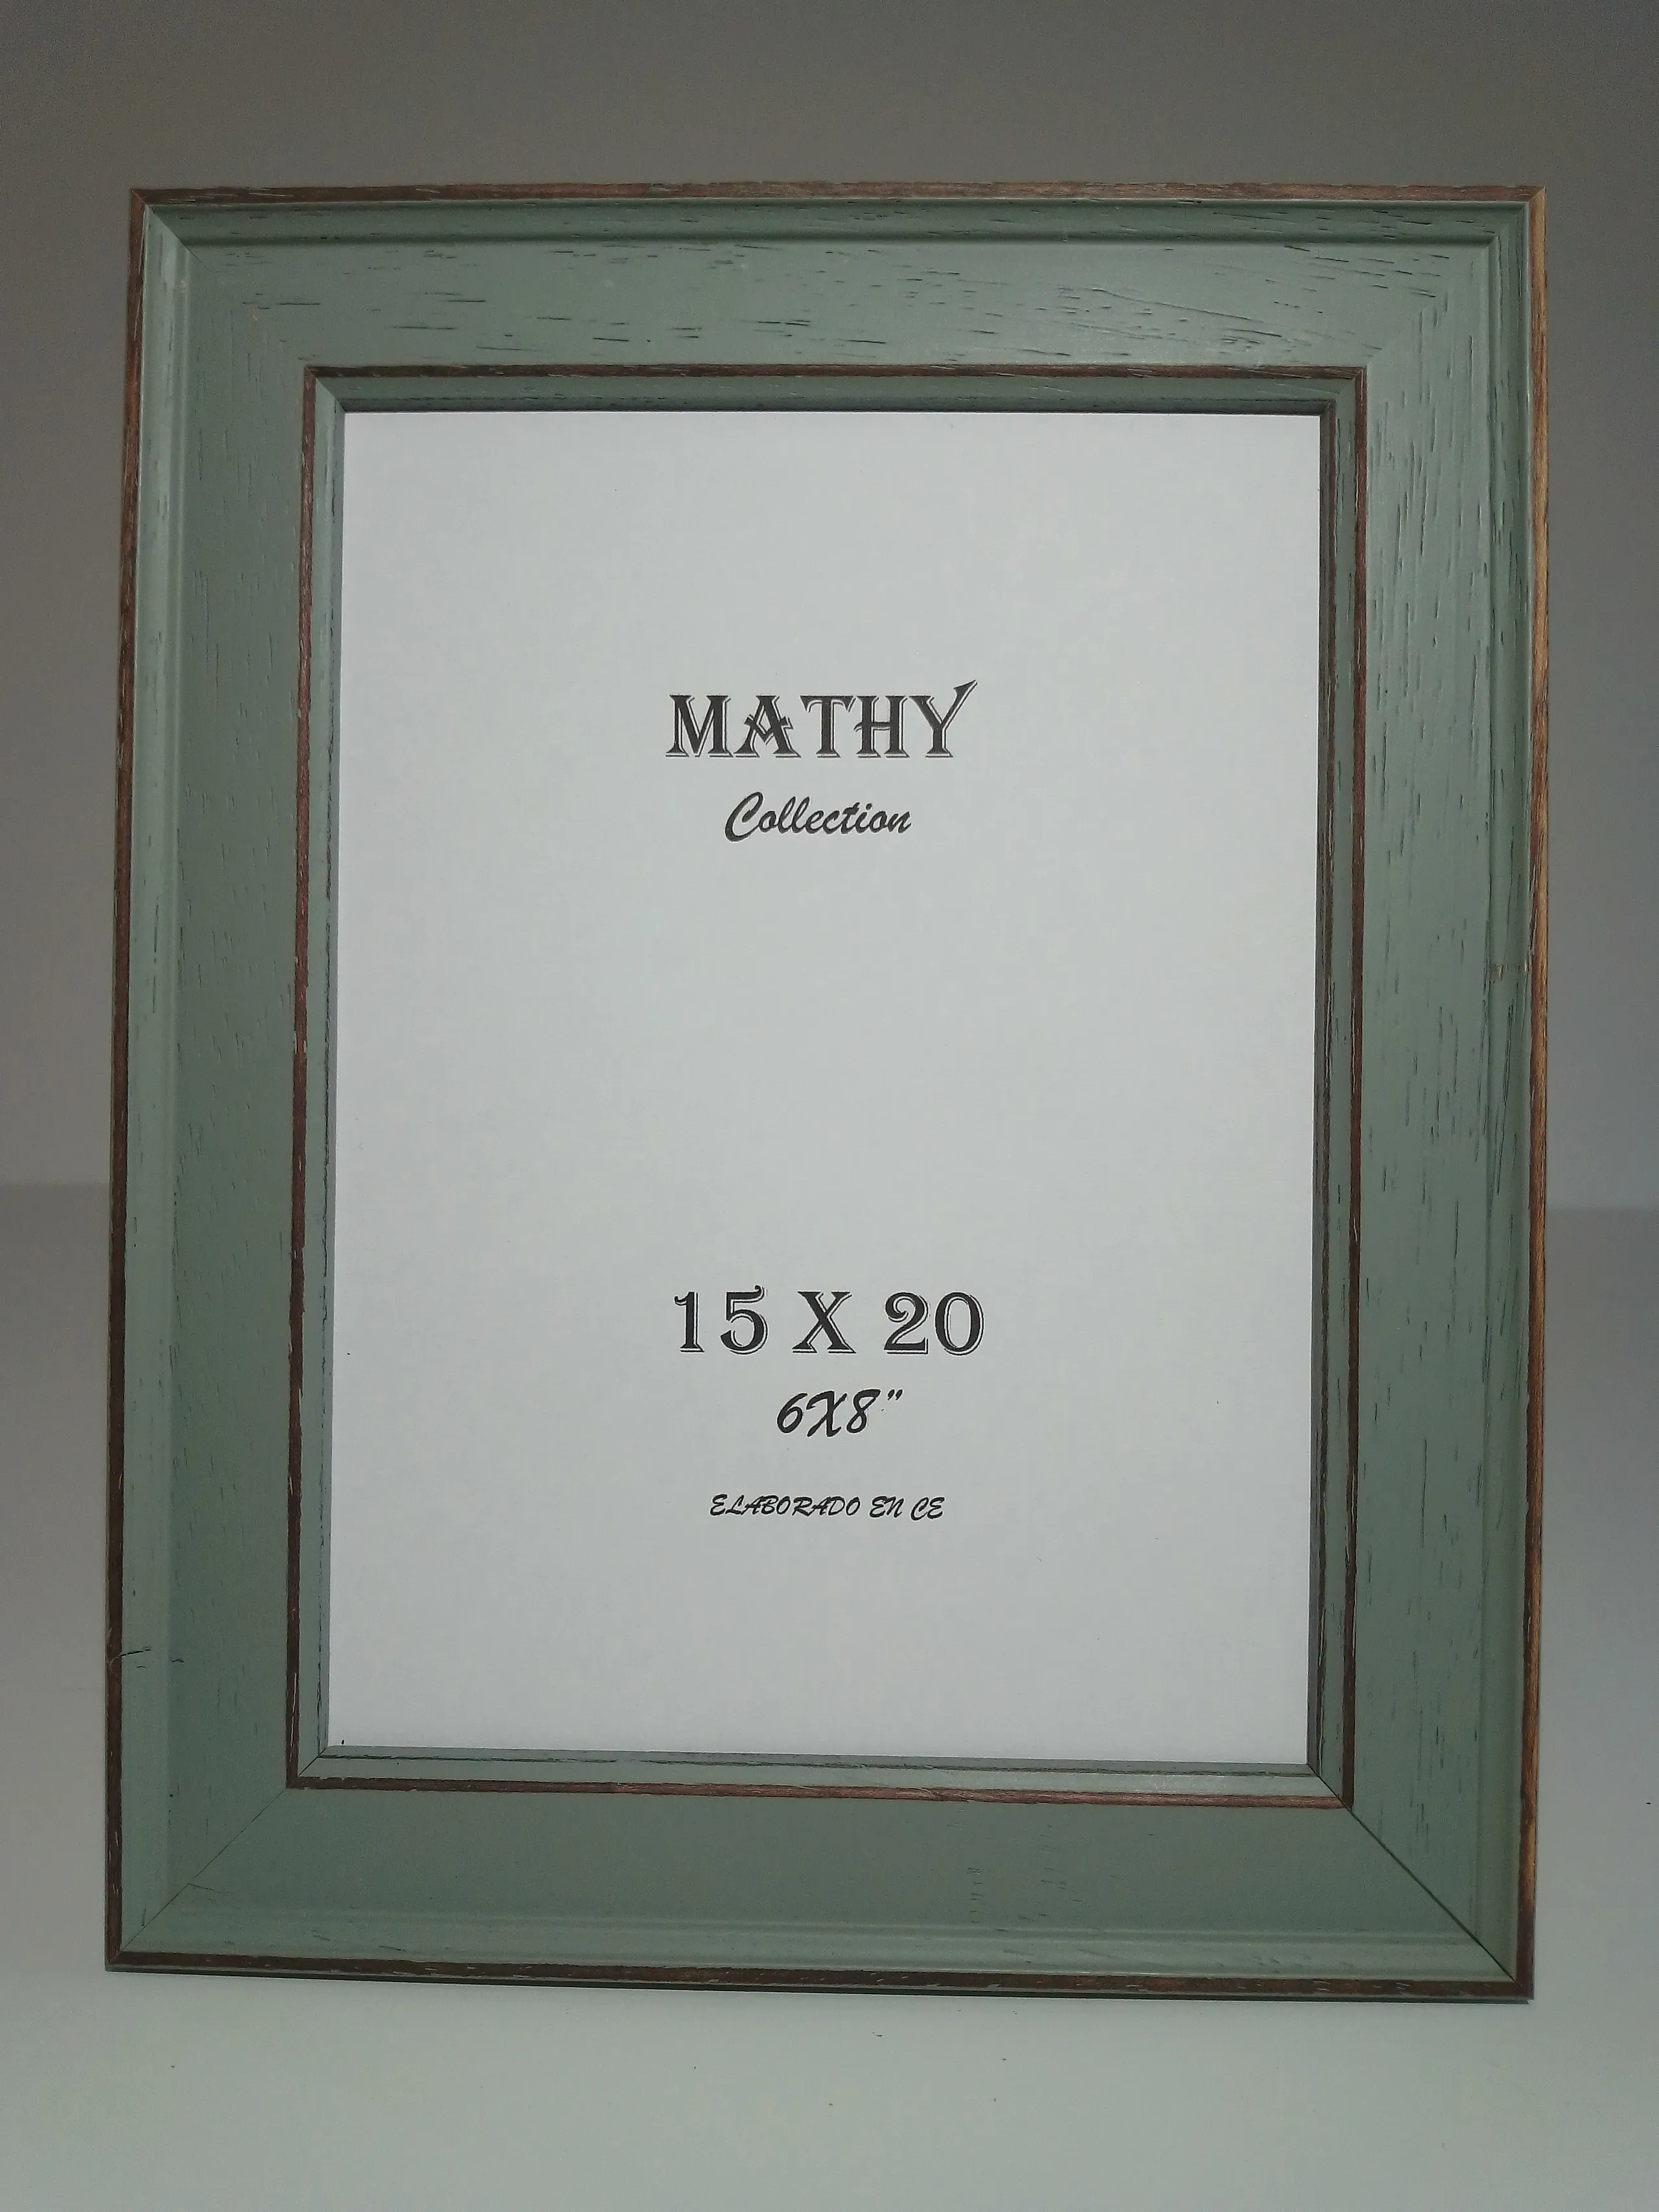 MATHY
Collection
15 X 20
6X8"
ELABORADO EN CE